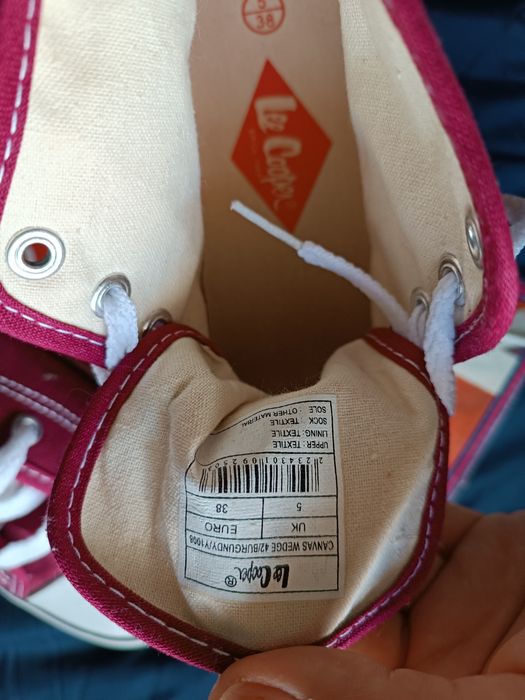 5
38
Lee Cooper
Lee Cooper ®
CANVAS WEDGE 42/BURGUNDY/Y1008
UK EURO
5 38
UPPER: TEXTILE
LINING: TEXTILE
SOCK: TEXTILE
SOLE: OTHER MATERIAL